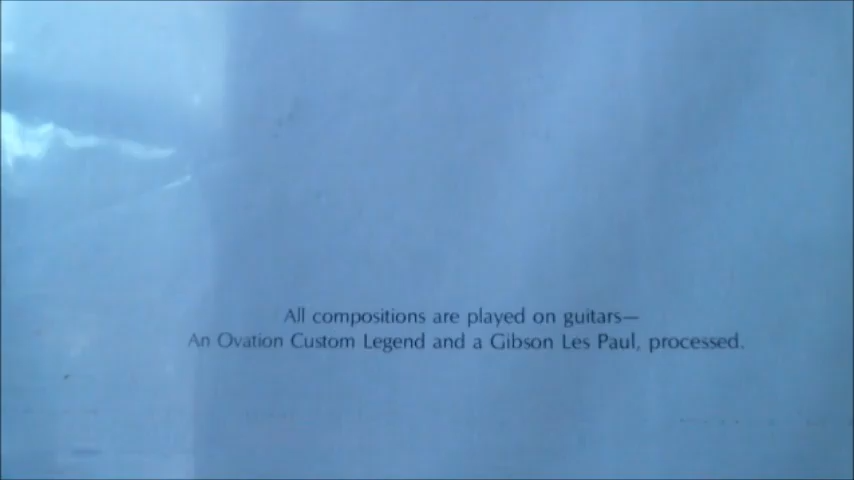 All compositions are played on guitars—
An Ovation Custom Legend and a Gibson Les Paul, processed.